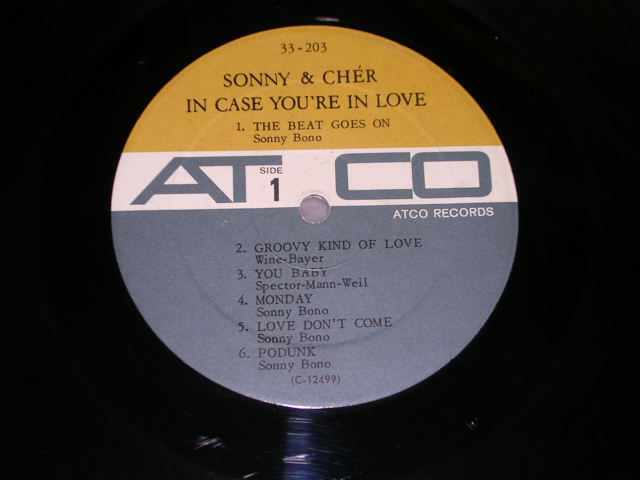 33-203
SONNY & CHÉR
IN CASE YOU'RE IN LOVE
1. THE BEAT GOES ON
Sonny Bono
ATCO
SIDE
1
ATCO RECORDS
2. GROOVY KIND OF LOVE
Wine-Bayer
3. YOU BABY
Spector-Mann-Weil
4. MONDAY
Sonny Bono
5. LOVE DON'T COME
Sonny Bono
6. PODUNK
Sonny Bono
(C-12499)